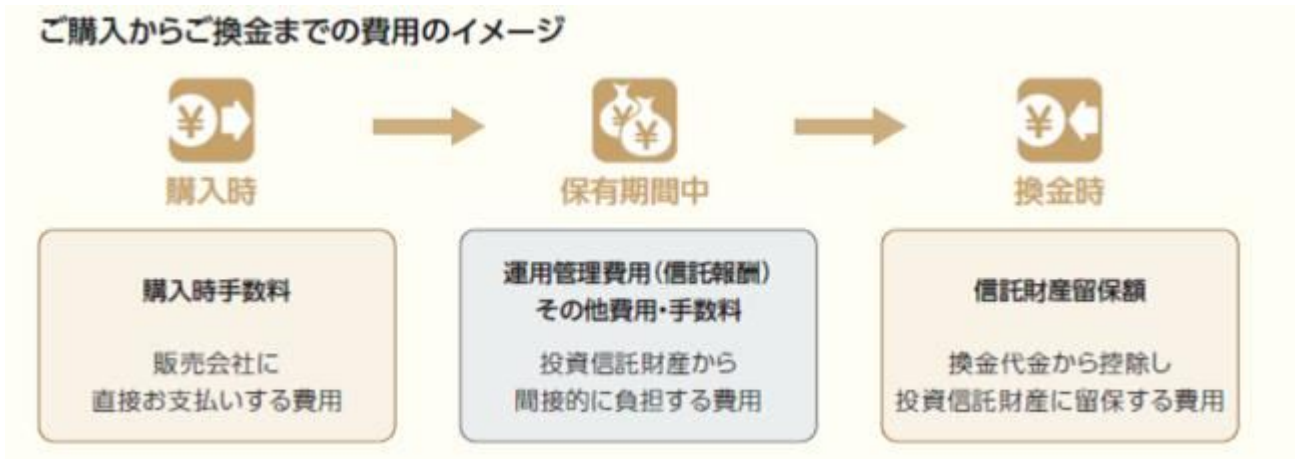 ご購入からご換金までの費用のイメージ
¥
購入時
¥ ¥
保有期間中
¥
換金時
購入時手数料
販売会社に
直接お支払いする費用
運用管理費用(信託報酬)
その他費用・手数料
投資信託財産から
間接的に負担する費用
信託財産留保額
換金代金から控除し
投資信託財産に留保する費用